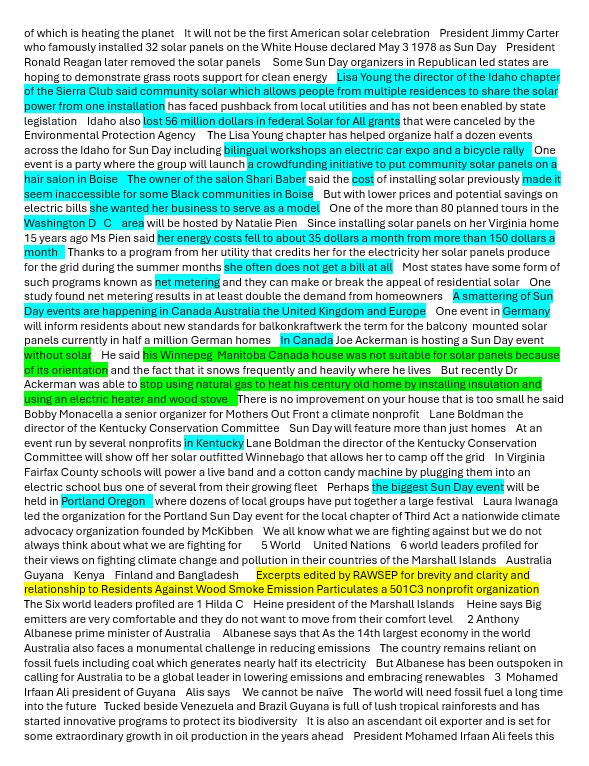 of which is heating the planet It will not be the first American solar celebration President Jimmy Carter
who famously installed 32 solar panels on the White House declared May 3 1978 as Sun Day President
Ronald Reagan later removed the solar panels Some Sun Day organizers in Republican led states are
hoping to demonstrate grass roots support for clean energy Lisa Young the director of the Idaho chapter
of the Sierra Club said community solar which allows people from multiple residences to share the solar
power from one installation has faced pushback from local utilities and has not been enabled by state
legislation Idaho also lost 56 million dollars in federal Solar for All grants that were canceled by the
Environmental Protection Agency The Lisa Young chapter has helped organize half a dozen events
across the Idaho for Sun Day including bilingual workshops an electric car expo and a bicycle rally One
event is a party where the group will launch a crowdfunding initiative to put community solar panels on a
hair salon in Boise The owner of the salon Shari Baber said the cost of installing solar previously made it
seem inaccessible for some Black communities in Boise But with lower prices and potential savings on
electric bills she wanted her business to serve as a model One of the more than 80 planned tours in the
Washington D C area will be hosted by Natalie Pien Since installing solar panels on her Virginia home
15 years ago Ms Pien said her energy costs fell to about 35 dollars a month from more than 150 dollars a
month Thanks to a program from her utility that credits her for the electricity her solar panels produce
for the grid during the summer months she often does not get a bill at all Most states have some form of
such programs known as net metering and they can make or break the appeal of residential solar One
study found net metering results in at least double the demand from homeowners A smattering of Sun
Day events are happening in Canada Australia the United Kingdom and Europe One event in Germany
will inform residents about new standards for balkonkraftwerk the term for the balcony mounted solar
panels currently in half a million German homes In Canada Joe Ackerman is hosting a Sun Day event
without solar He said his Winnepeg Manitoba Canada house was not suitable for solar panels because
of its orientation and the fact that it snows frequently and heavily where he lives But recently Dr
Ackerman was able to stop using natural gas to heat his century old home by installing insulation and
using an electric heater and wood stove There is no improvement on your house that is too small he said
Bobby Monacella a senior organizer for Mothers Out Front a climate nonprofit Lane Boldman the
director of the Kentucky Conservation Committee Sun Day will feature more than just homes At an
event run by several nonprofits in Kentucky Lane Boldman the director of the Kentucky Conservation
Committee will show off her solar outfitted Winnebago that allows her to camp off the grid In Virginia
Fairfax County schools will power a live band and a cotton candy machine by plugging them into an
electric school bus one of several from their growing fleet Perhaps the biggest Sun Day event will be
held in Portland Oregon where dozens of local groups have put together a large festival Laura Iwanaga
led the organization for the Portland Sun Day event for the local chapter of Third Act a nationwide climate
advocacy organization founded by McKibben We all know what we are fighting against but we do not
always think about what we are fighting for 5 World United Nations 6 world leaders profiled for
their views on fighting climate change and pollution in their countries of the Marshall Islands Australia
Guyana Kenya Finland and Bangladesh Excerpts edited by RAWSEP for brevity and clarity and
relationship to Residents Against Wood Smoke Emission Particulates a 501C3 nonprofit organization
The Six world leaders profiled are 1 Hilda C Heine president of the Marshall Islands Heine says Big
emitters are very comfortable and they do not want to move from their comfort level 2 Anthony
Albanese prime minister of Australia Albanese says that As the 14th largest economy in the world
Australia also faces a monumental challenge in reducing emissions The country remains reliant on
fossil fuels including coal which generates nearly half its electricity But Albanese has been outspoken in
calling for Australia to be a global leader in lowering emissions and embracing renewables 3 Mohamed
Irfaan Ali president of Guyana Alis says We cannot be naïve The world will need fossil fuel a long time
into the future Tucked beside Venezuela and Brazil Guyana is full of lush tropical rainforests and has
started innovative programs to protect its biodiversity It is also an ascendant oil exporter and is set for
some extraordinary growth in oil production in the years ahead President Mohamed Irfaan Ali feels this